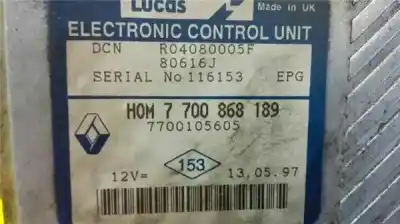 Lucas
Made in UK
ELECTRONIC CONTROL UNIT
DCN R04080005F
80616J
SERIAL No 116153 EPG
HOM 7 700 868 189
7700105605
153
12V= 13.05.97